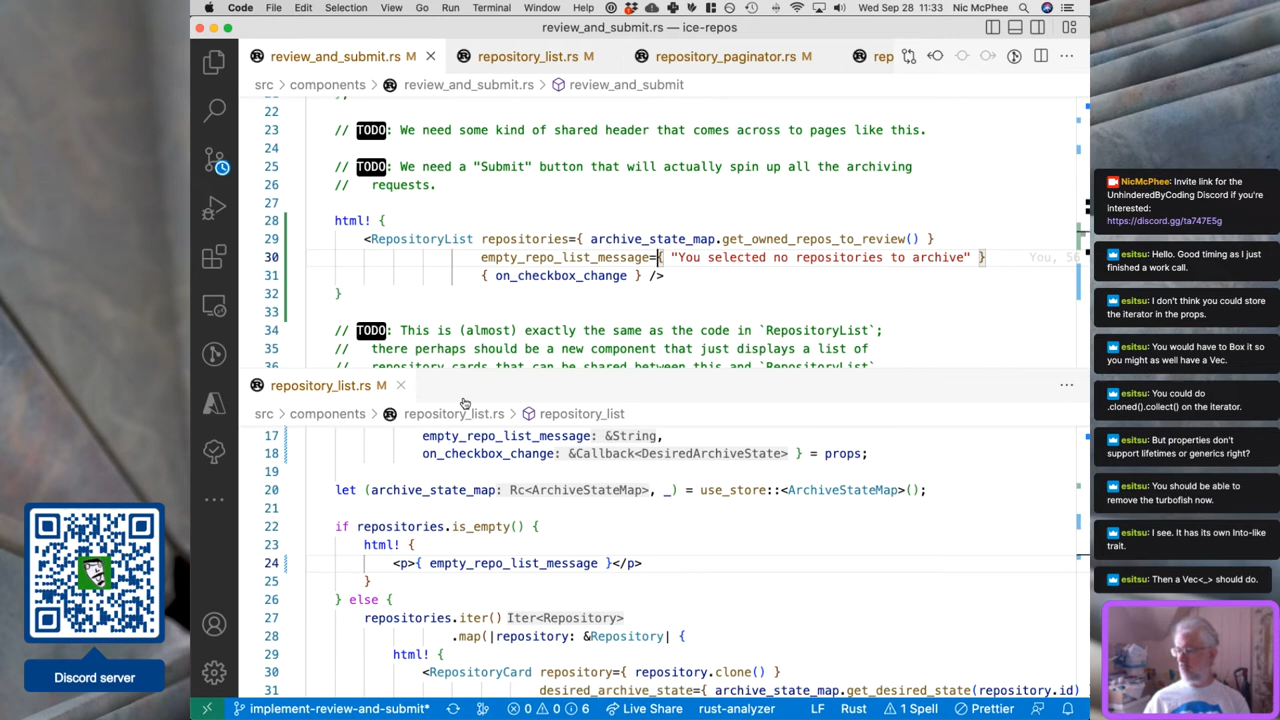 Code File Edit Selection View Go Run Terminal Window Help Wed Sep 28 11:33 Nic McPhee
review_and_submit.rs — ice-repos
review_and_submit.rs M repository_list.rs M repository_paginator.rs M rep
src components review_and_submit.rs review_and_submit
22
23 // TODO: We need some kind of shared header that comes across to pages like this.
24
25 // TODO: We need a "Submit" button that will actually spin up all the archiving
26 // requests.
27
28 html! {
29 <RepositoryList repositories={ archive_state_map.get_owned_repos_to_review() }
30 empty_repo_list_message={ "You selected no repositories to archive" } You, 56
31 { on_checkbox_change } />
32 }
33
34 // TODO: This is (almost) exactly the same as the code in `RepositoryList`;
35 // there perhaps should be a new component that just displays a list of
repository cards that can be shared between this and `RepositoryList`
repository_list.rs M
src components repository_list.rs repository_list
17 empty_repo_list_message: &String,
18 on_checkbox_change: &Callback<DesiredArchiveState> } = props;
19
20 let (archive_state_map: Rc<ArchiveStateMap>, _) = use_store::<ArchiveStateMap>();
21
22 if repositories.is_empty() {
23 html! {
24 <p>{ empty_repo_list_message }</p>
25 }
26 } else {
27 repositories.iter() Iter<Repository>
28 .map(|repository: &Repository| {
29 html! {
30 <RepositoryCard repository={ repository.clone() }
31 desired_archive_state={ archive_state_map.get_desired_state(repository.id)
implement-review-and-submit* 0 0 6 Live Share rust-analyzer LF Rust 1 Spell Prettier
NicMcPhee: Invite link for the
UnhinderedByCoding Discord if you're
interested:
https://discord.gg/ta747E5g
esitsu: Hello. Good timing as I just
finished a work call.
esitsu: I don't think you could store
the iterator in the props.
esitsu: You would have to Box it so
you might as well have a Vec.
esitsu: You could do
.cloned().collect() on the iterator.
esitsu: But properties don't
support lifetimes or generics right?
esitsu: You should be able to
remove the turbofish now.
esitsu: I see. It has its own Into-like
trait.
esitsu: Then a Vec<_> should do.
Discord server